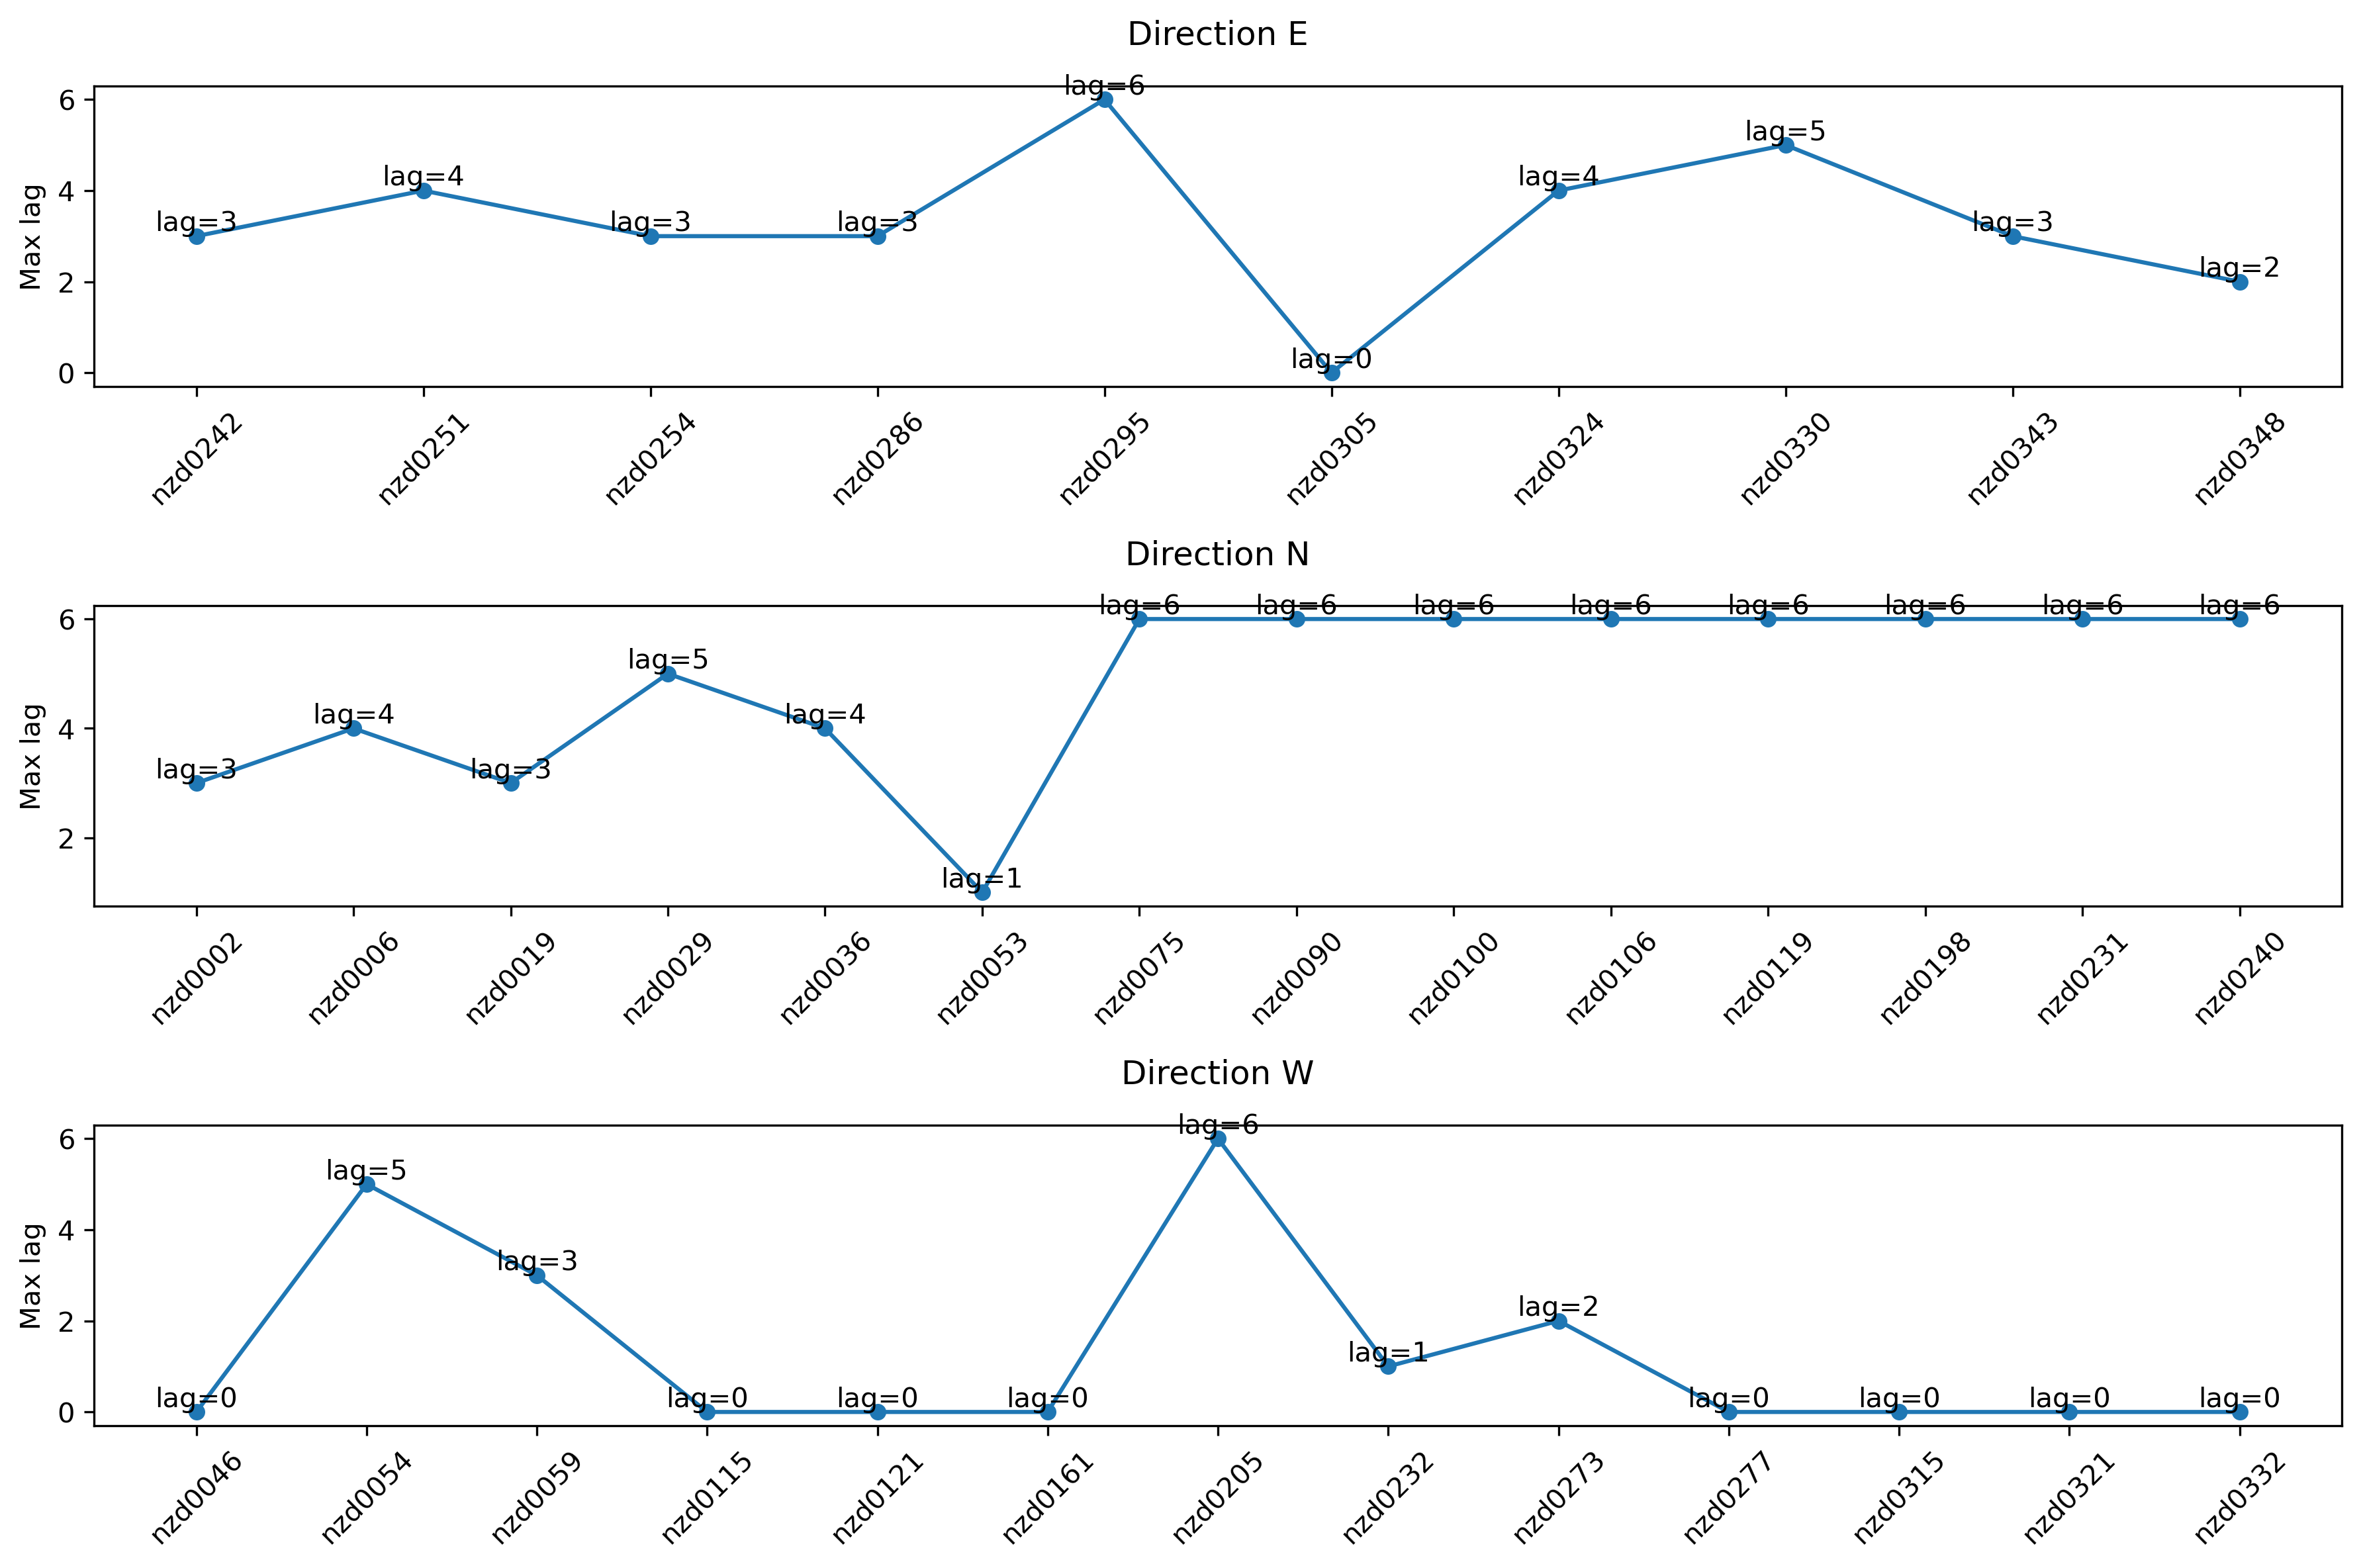 Direction E
Max lag
6
4
2
0
lag=3
lag=4
lag=3
lag=3
lag=6
lag=0
lag=4
lag=5
lag=3
lag=2
nzd0242
nzd0251
nzd0254
nzd0286
nzd0295
nzd0305
nzd0324
nzd0330
nzd0343
nzd0348
Direction N
Max lag
6
4
2
lag=3
lag=4
lag=3
lag=5
lag=4
lag=1
lag=6
lag=6
lag=6
lag=6
lag=6
lag=6
lag=6
lag=6
nzd0002
nzd0006
nzd0019
nzd0029
nzd0036
nzd0053
nzd0075
nzd0090
nzd0100
nzd0106
nzd0119
nzd0198
nzd0231
nzd0240
Direction W
Max lag
6
4
2
0
lag=0
lag=5
lag=3
lag=0
lag=0
lag=0
lag=6
lag=1
lag=2
lag=0
lag=0
lag=0
lag=0
nzd0046
nzd0054
nzd0059
nzd0115
nzd0121
nzd0161
nzd0205
nzd0232
nzd0273
nzd0277
nzd0315
nzd0321
nzd0332